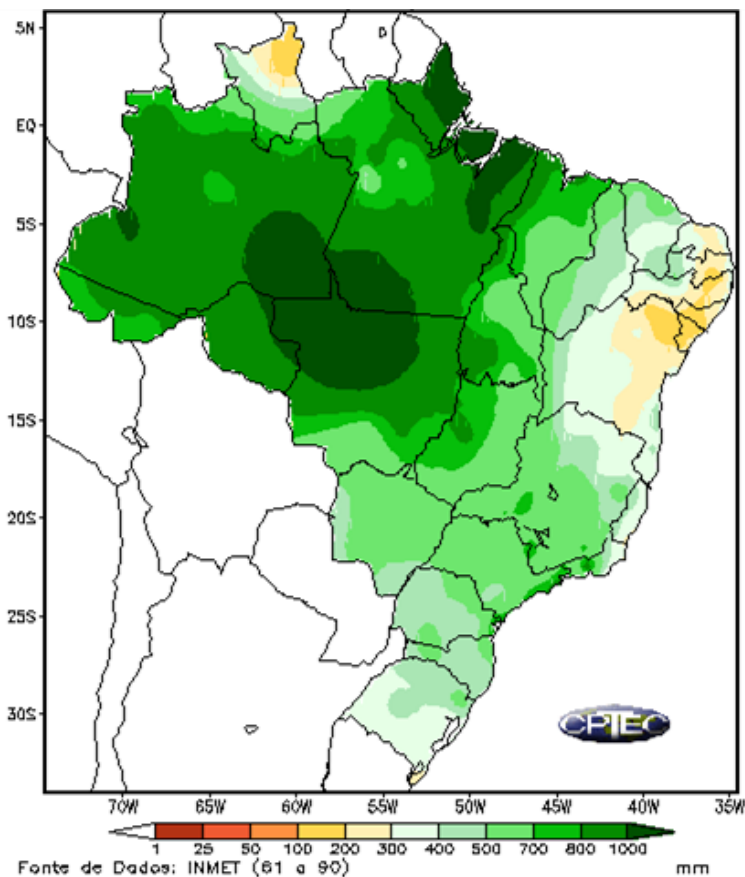 5N
EQ
5S
10S
15S
20S
25S
30S
CPTEC
70W 65W 60W 55W 50W 45W 40W 35W
1 25 50 100 200 300 400 500 700 800 1000
Fonte de Dados: INMET (61 a 90) mm